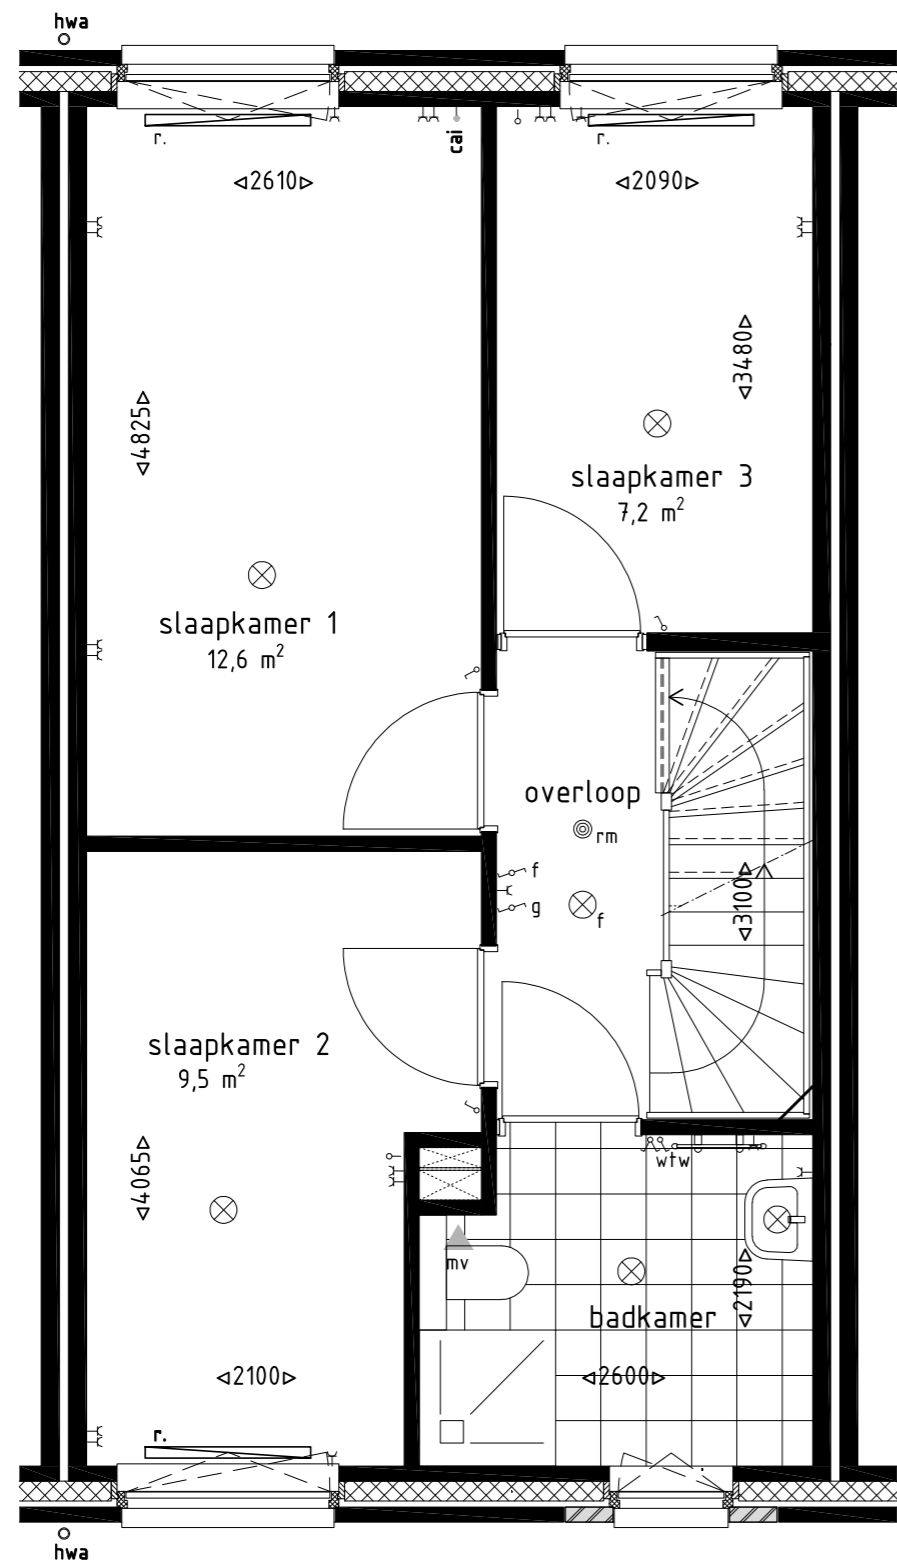 hwa
r.
cai
r.
2610
2090
3480
4825
slaapkamer 3
7,2 m²
slaapkamer 1
12,6 m²
overloop
rm
f
g
f
3100
slaapkamer 2
9,5 m²
4065
wtw
mv
2190
badkamer
2100
2600
r.
hwa